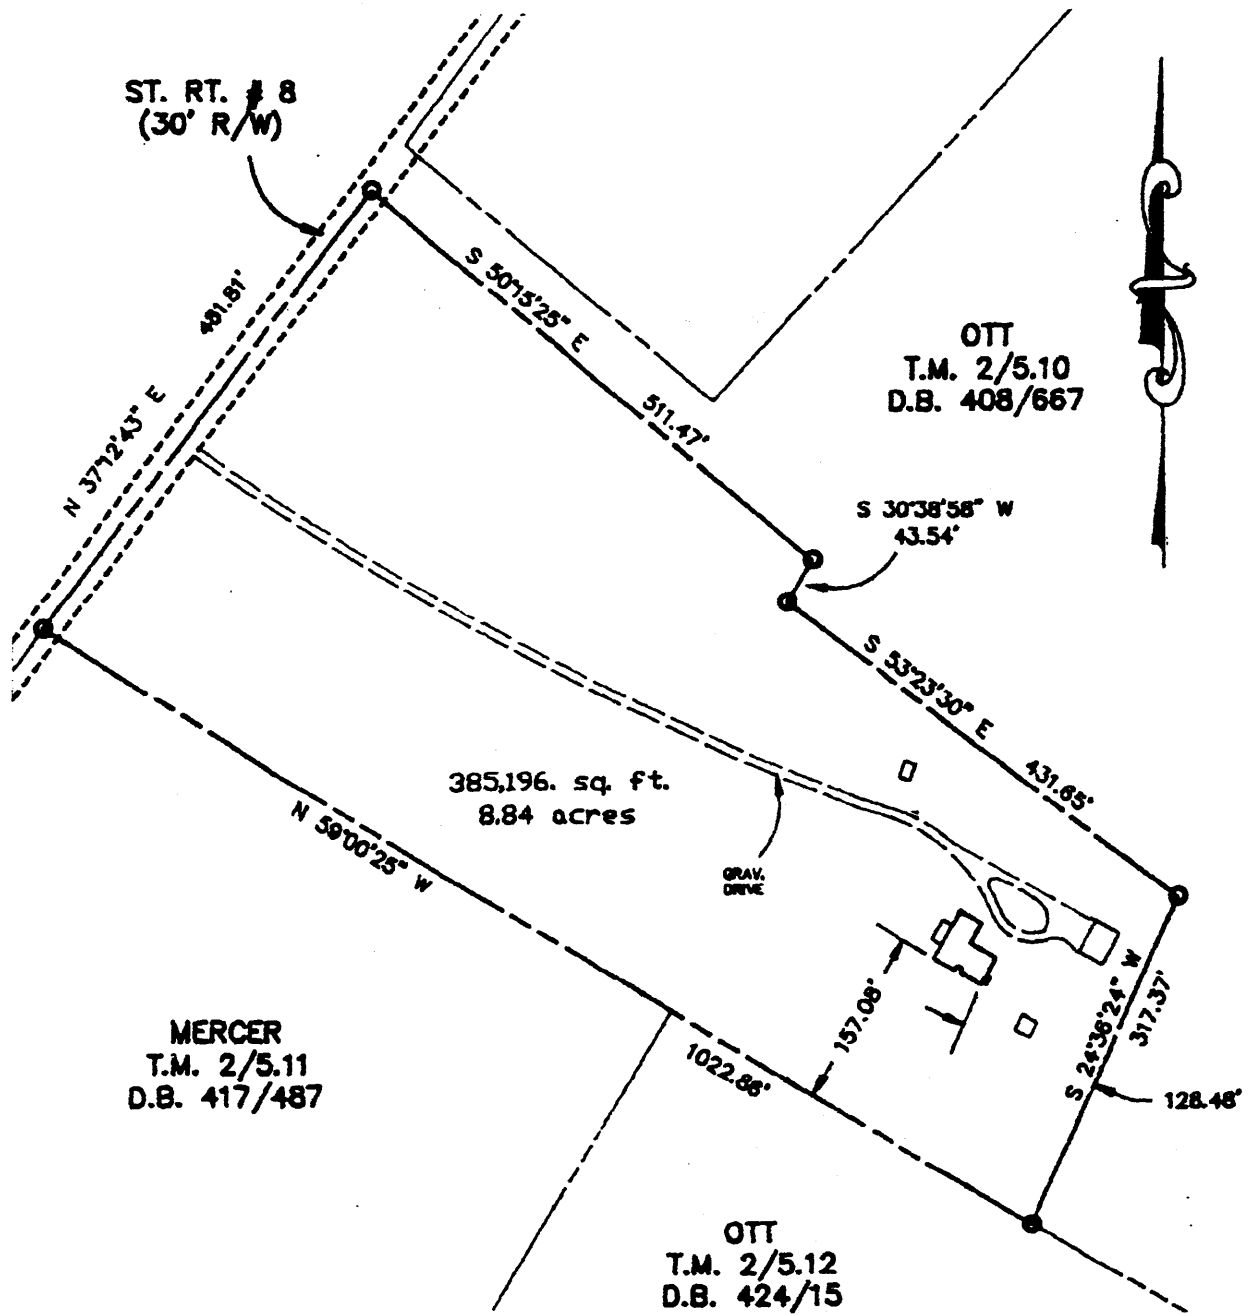 ST. RT. # 8
(30' R/W)
481.81'
N 37°12'43" E
S 50°15'25" E
511.47'
OTT
T.M. 2/5.10
D.B. 408/667
S 30°38'58" W
43.54'
S 53°23'30" E
431.65'
385,196. sq. ft.
8.84 acres
N 59°00'25" W
1022.86'
GRAV.
DRIVE
157.08'
S 24°36'24" W
317.37'
128.48'
MERCER
T.M. 2/5.11
D.B. 417/487
OTT
T.M. 2/5.12
D.B. 424/15